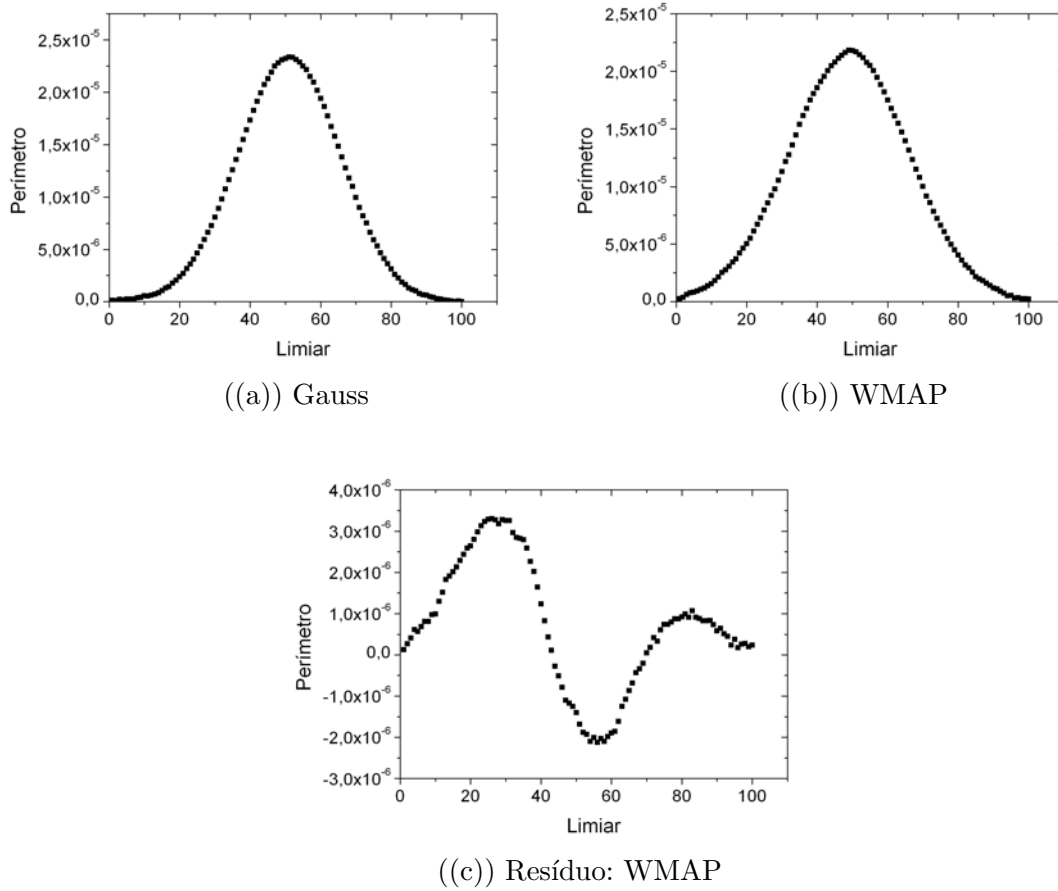 2,5x10⁻⁵
2,0x10⁻⁵
1,5x10⁻⁵
1,0x10⁻⁵
5,0x10⁻⁶
0,0
Perímetro
0 20 40 60 80 100
Limiar
((a)) Gauss
2,5x10⁻⁵
2,0x10⁻⁵
1,5x10⁻⁵
1,0x10⁻⁵
5,0x10⁻⁶
0,0
Perímetro
0 20 40 60 80 100
Limiar
((b)) WMAP
4,0x10⁻⁶
3,0x10⁻⁶
2,0x10⁻⁶
1,0x10⁻⁶
0,0
-1,0x10⁻⁶
-2,0x10⁻⁶
-3,0x10⁻⁶
Perímetro
0 20 40 60 80 100
Limiar
((c)) Resíduo: WMAP